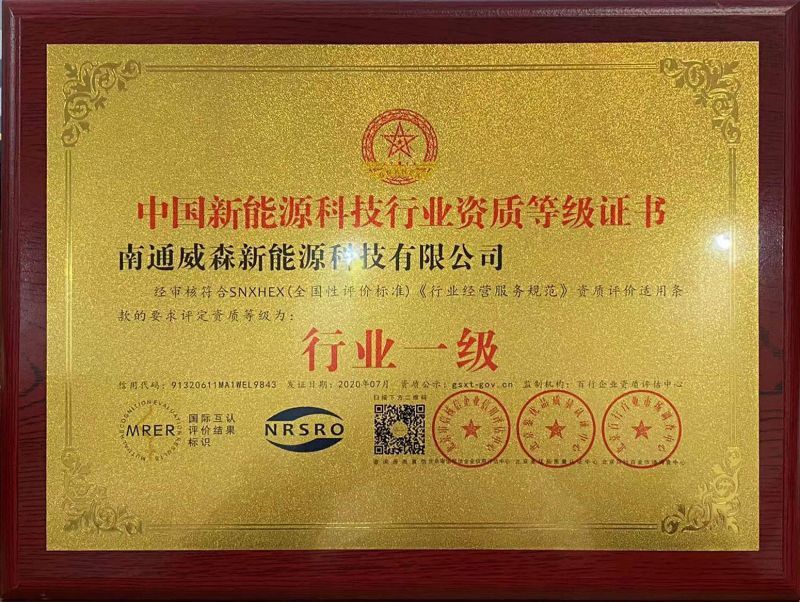 中国新能源科技行业资质等级证书
南通威森新能源科技有限公司
经审核符合SNXHEX(全国性评价标准)《行业经营服务规范》资质评价适用条
款的要求评定资质等级为:
行业一级
信用代码: 91320611MA1WEL9843 发证日期: 2020年07月 资质公示: gsxt-gov.cn 监制机构: 百行企业资质评估中心
扫描下方二维码
MRER
国际互认
评价结果
标识
NRSRO